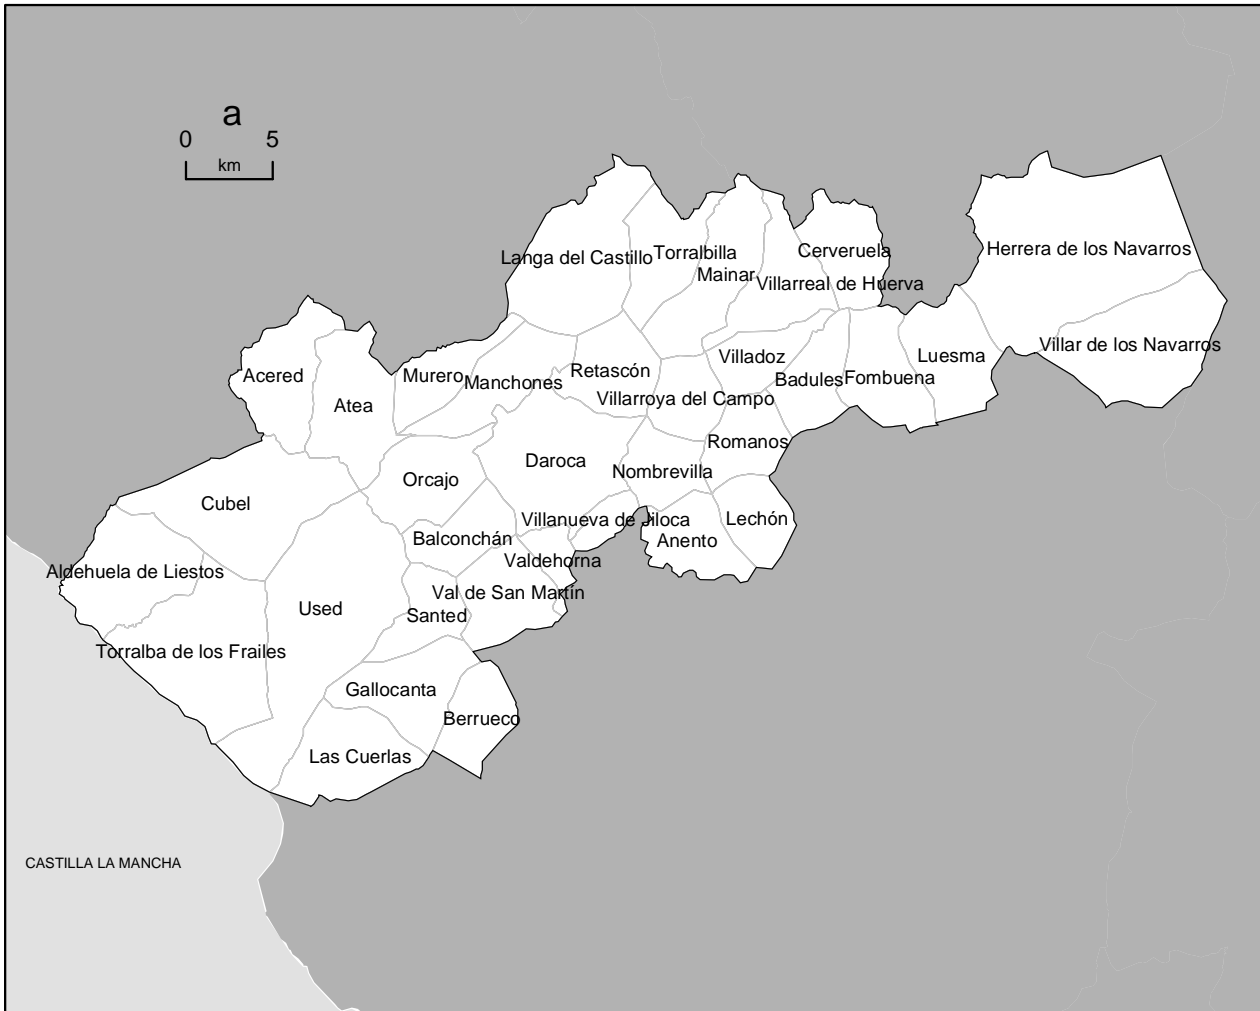 a
0 5
km
Herrera de los Navarros
Cerveruela
Torralbilla
Langa del Castillo
Mainar
Villarreal de Huerva
Villar de los Navarros
Luesma
Villadoz
Retascón
Acered
Murero
Manchones
Badules
Fombuena
Villarroya del Campo
Atea
Romanos
Daroca
Nombrevilla
Orcajo
Cubel
Lechón
Villanueva de Jiloca
Balconchán
Anento
Valdehorna
Aldehuela de Liestos
Val de San Martín
Used
Santed
Torralba de los Frailes
Gallocanta
Berrueco
Las Cuerlas
CASTILLA LA MANCHA